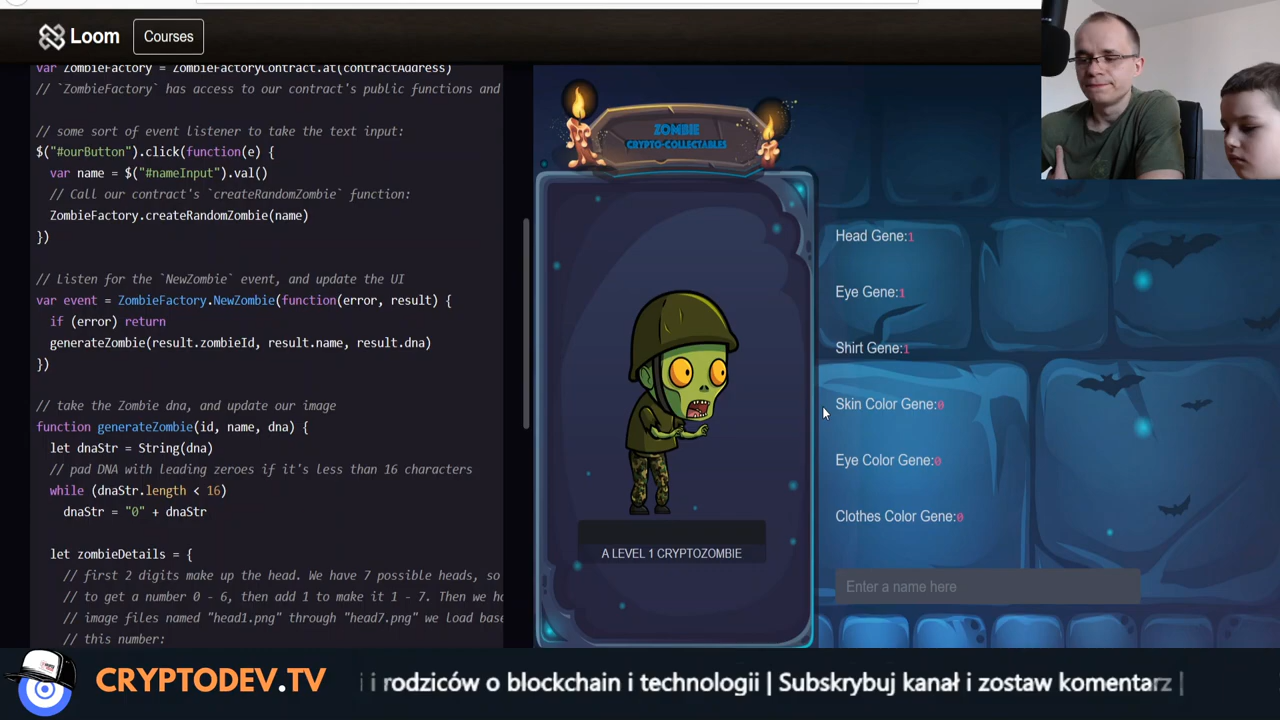 Loom
Courses
var ZombieFactory = ZombieFactoryContract.at(contractAddress)
// `ZombieFactory` has access to our contract's public functions and
// some sort of event listener to take the text input:
$("#ourButton").click(function(e) {
var name = $("#nameInput").val()
// Call our contract's `createRandomZombie` function:
ZombieFactory.createRandomZombie(name)
})
// Listen for the `NewZombie` event, and update the UI
var event = ZombieFactory.NewZombie(function(error, result) {
if (error) return
generateZombie(result.zombieId, result.name, result.dna)
})
// take the Zombie dna, and update our image
function generateZombie(id, name, dna) {
let dnaStr = String(dna)
// pad DNA with leading zeroes if it's less than 16 characters
while (dnaStr.length < 16)
dnaStr = "0" + dnaStr
let zombieDetails = {
// first 2 digits make up the head. We have 7 possible heads, so
// to get a number 0 - 6, then add 1 to make it 1 - 7. Then we
// image files named "head1.png" through "head7.png" we load
// this number:
ZOMBIE
CRYPTO-COLLECTABLES
A LEVEL 1 CRYPTOZOMBIE
Head Gene:1
Eye Gene:1
Shirt Gene:1
Skin Color Gene:0
Eye Color Gene:0
Clothes Color Gene:0
Enter a name here
CRYPTODEV.TV
i i rodziców o blockchain i technologii | Subskrybuj kanał i zostaw komentarz |